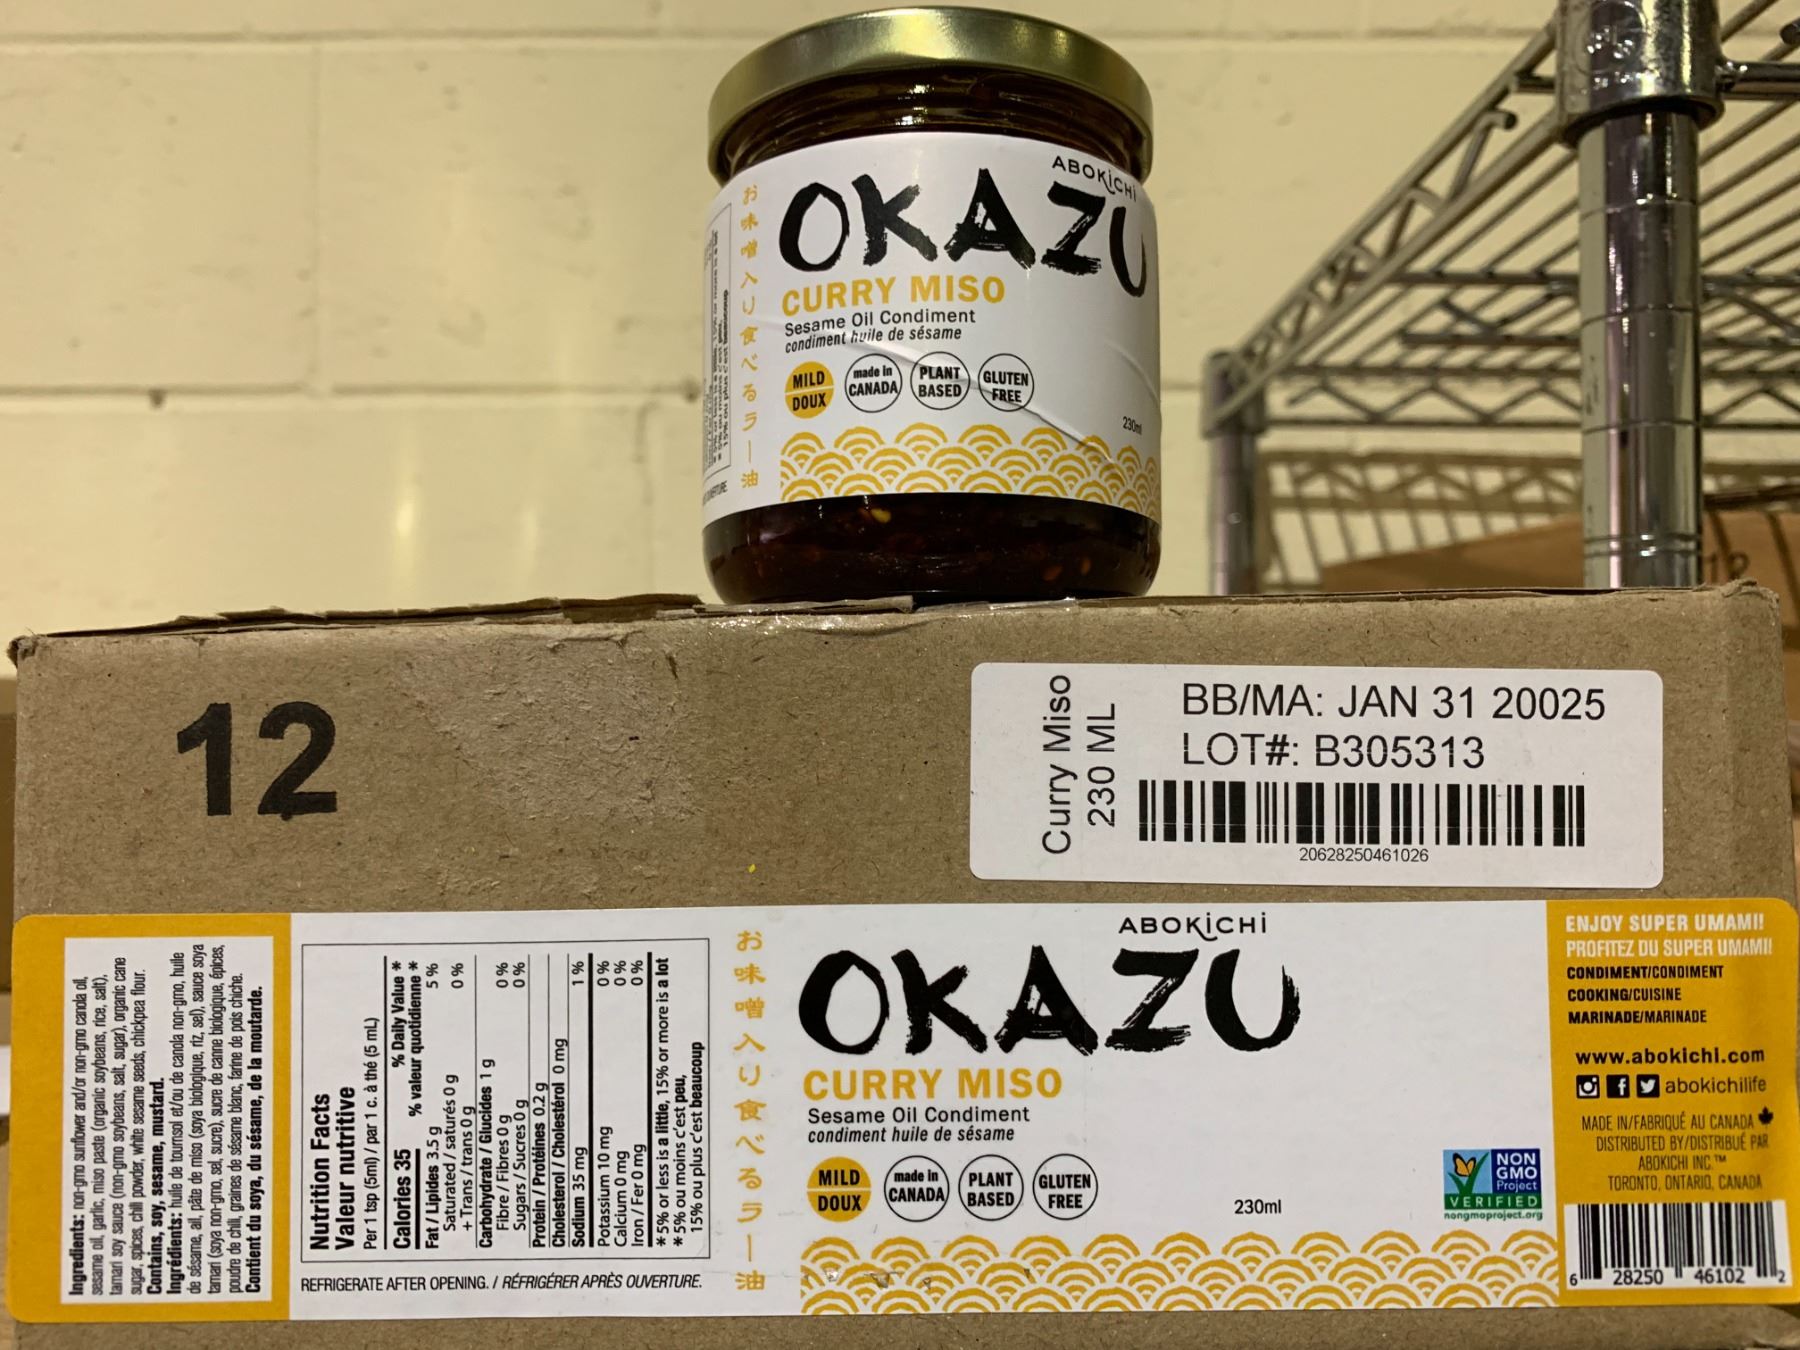 ABOKiCHi
OKAZU
CURRY MISO
Sesame Oil Condiment
condiment huile de sésame
MILD
DOUX
made in
CANADA
PLANT
BASED
GLUTEN
FREE
230ml
お味噌入り食べるラー油
12
Curry Miso
230 ML
BB/MA: JAN 31 20025
LOT#: B305313
20628250461026
Ingredients: non-gmo sunflower and/or non-gmo canola oil,
sesame oil, garlic, miso paste (organic soybeans, rice, salt),
tamari soy sauce (non-gmo soybeans, salt, sugar), organic cane
sugar, spices, chili powder, white sesame seeds, chickpea flour.
Contains, soy, sesame, mustard.
Ingrédients: huile de tournsol et/ou de canola non-gmo, huile
de sésame, ail, pâte de miso (soya biologique, riz, sel), sauce soya
tamari (soya non-gmo, sel, sucre), sucre de canne biologique, épices,
poudre de chili, graines de sésame blanc, farine de pois chiche.
Contient du soya, du sésame, de la moutarde.
Nutrition Facts
Valeur nutritive
Per 1 tsp (5ml) / par 1 c. à thé (5 mL)
% Daily Value *
Calories 35 % valeur quotidienne *
Fat / Lipides 3.5 g 5 %
Saturated / saturés 0 g 0 %
+ Trans / trans 0 g
Carbohydrate / Glucides 1 g
Fibre / Fibres 0 g 0 %
Sugars / Sucres 0 g 0 %
Protein / Protéines 0.2 g
Cholesterol / Cholestérol 0 mg
Sodium 35 mg 1 %
Potassium 10 mg 0%
Calcium 0 mg 0%
Iron / Fer 0 mg 0%
* 5% or less is a little, 15% or more is a lot
* 5% ou moins c'est peu,
15% ou plus c'est beaucoup
REFRIGERATE AFTER OPENING. / RÉFRIGÉRER APRÈS OUVERTURE.
お味噌入り食べるラー油
ABOKiCHi
OKAZU
CURRY MISO
Sesame Oil Condiment
condiment huile de sésame
MILD
DOUX
made in
CANADA
PLANT
BASED
GLUTEN
FREE
230ml
NON
GMO
Project
VERIFIED
nongmoproject.org
ENJOY SUPER UMAMI!
PROFITEZ DU SUPER UMAMI!
CONDIMENT/CONDIMENT
COOKING/CUISINE
MARINADE/MARINADE
www.abokichi.com
abokichilife
MADE IN/FABRIQUÉ AU CANADA
DISTRIBUTED BY/DISTRIBUÉ PAR
ABOKICHI INC.™
TORONTO, ONTARIO, CANADA
6 28250 46102 2